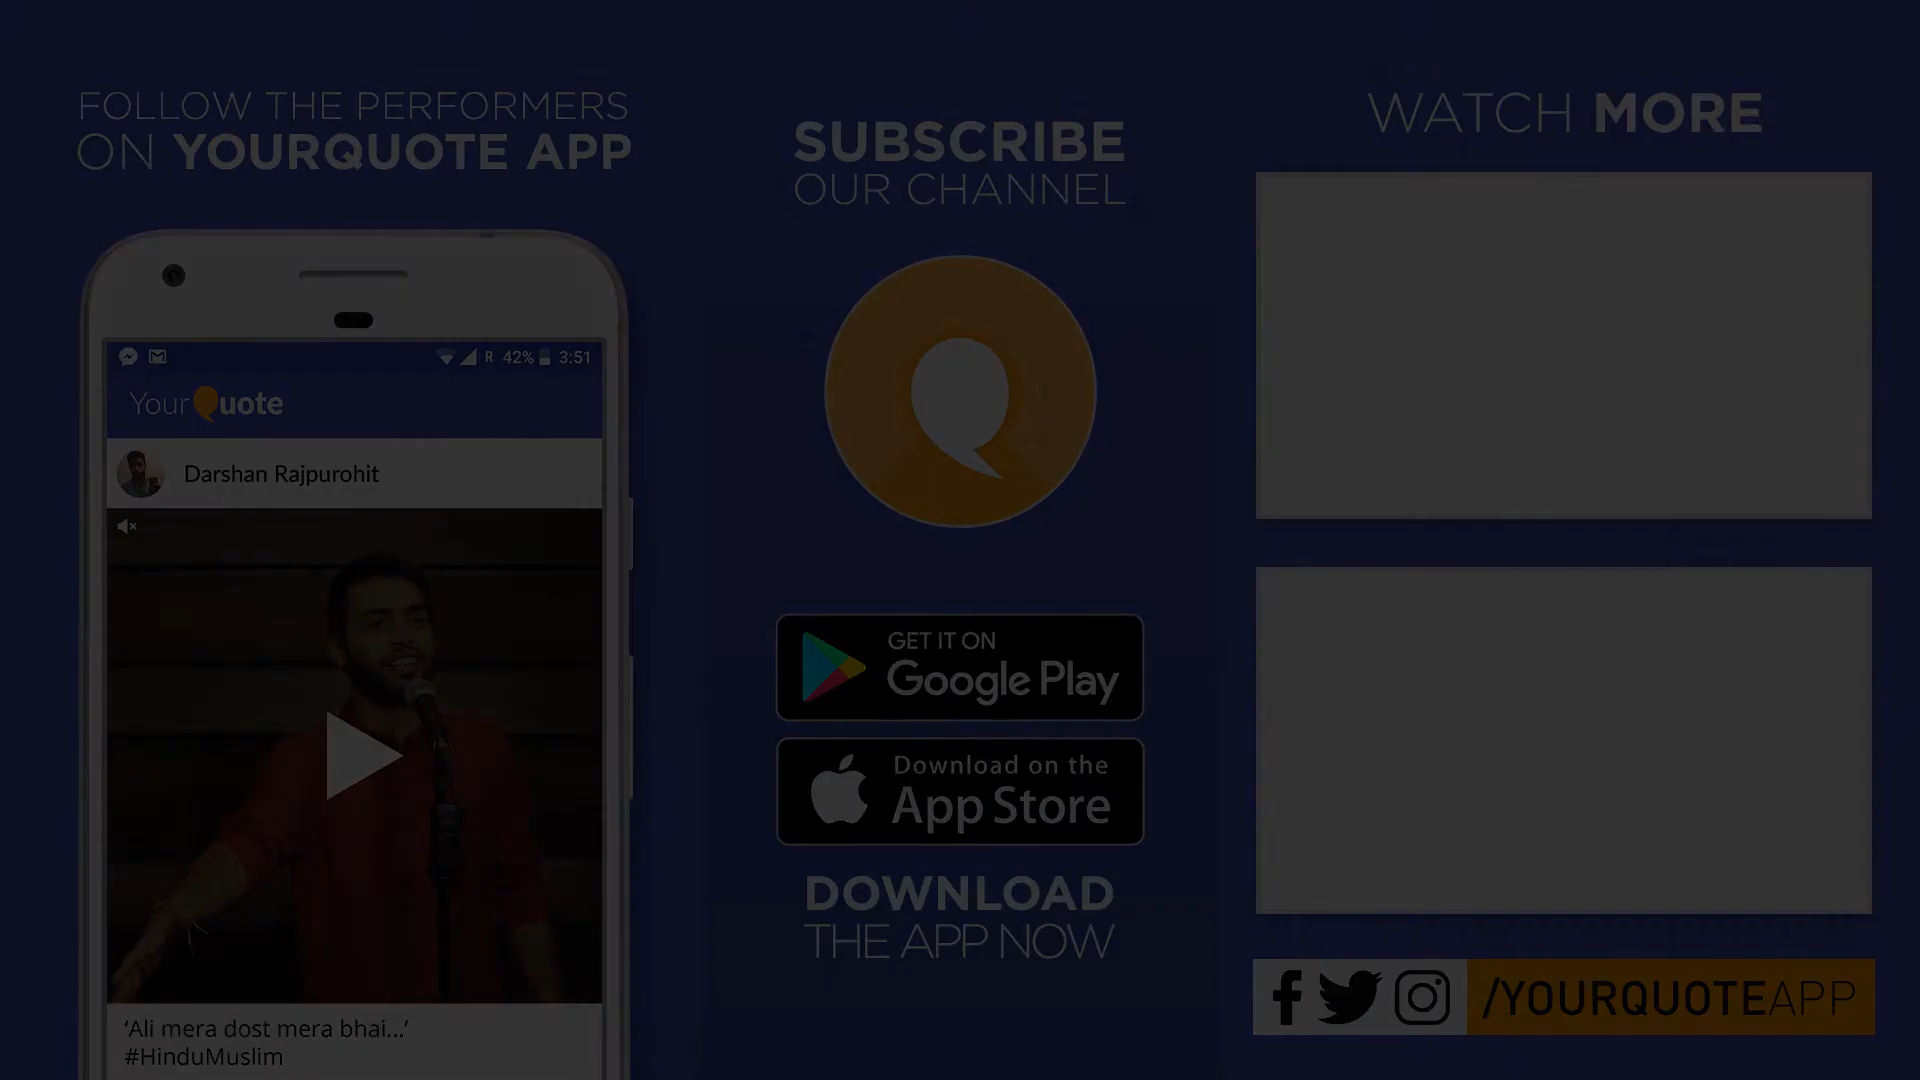 FOLLOW THE PERFORMERS
ON YOURQUOTE APP
R 42% 3:51
YourQuote
Darshan Rajpurohit
‘Ali mera dost mera bhai...’
#HinduMuslim
SUBSCRIBE
OUR CHANNEL
GET IT ON
Google Play
Download on the
App Store
DOWNLOAD
THE APP NOW
WATCH MORE
/YOURQUOTEAPP